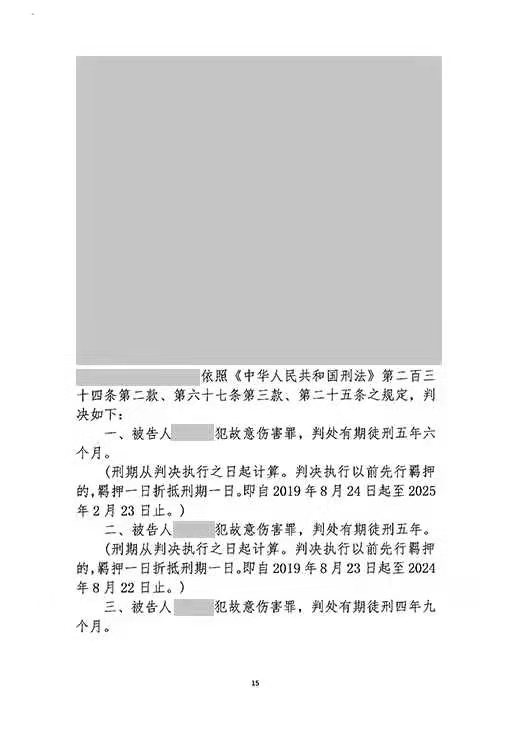 依照《中华人民共和国刑法》第二百三
十四条第二款、第六十七条第三款、第二十五条之规定，判
决如下：
一、被告人犯故意伤害罪，判处有期徒刑五年六
个月。
(刑期从判决执行之日起计算。判决执行以前先行羁押
的，羁押一日折抵刑期一日。即自2019年8月24日起至2025
年2月23日止。)
二、被告人犯故意伤害罪，判处有期徒刑五年。
(刑期从判决执行之日起计算。判决执行以前先行羁押
的，羁押一日折抵刑期一日。即自2019年8月23日起至2024
年8月22日止。)
三、被告人犯故意伤害罪，判处有期徒刑四年九
个月。
15